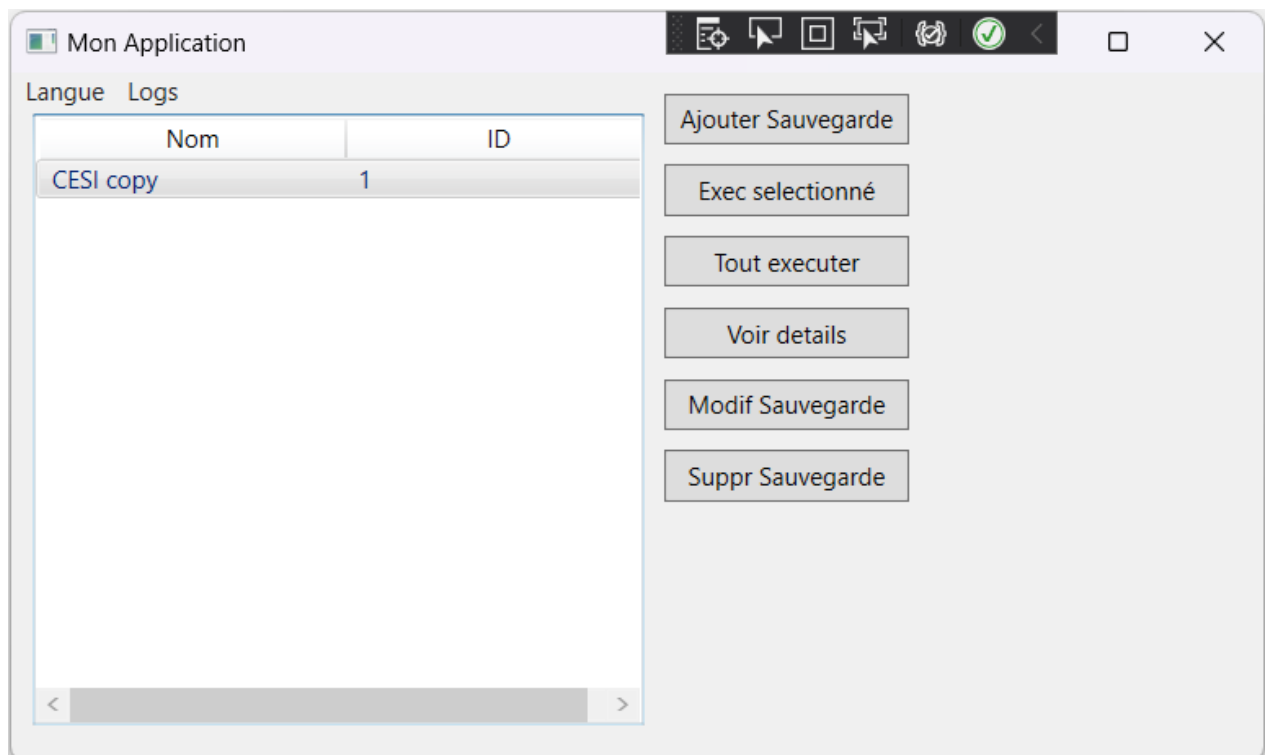 Mon Application
Langue Logs
Nom ID
CESI copy 1
Ajouter Sauvegarde
Exec selectionné
Tout executer
Voir details
Modif Sauvegarde
Suppr Sauvegarde